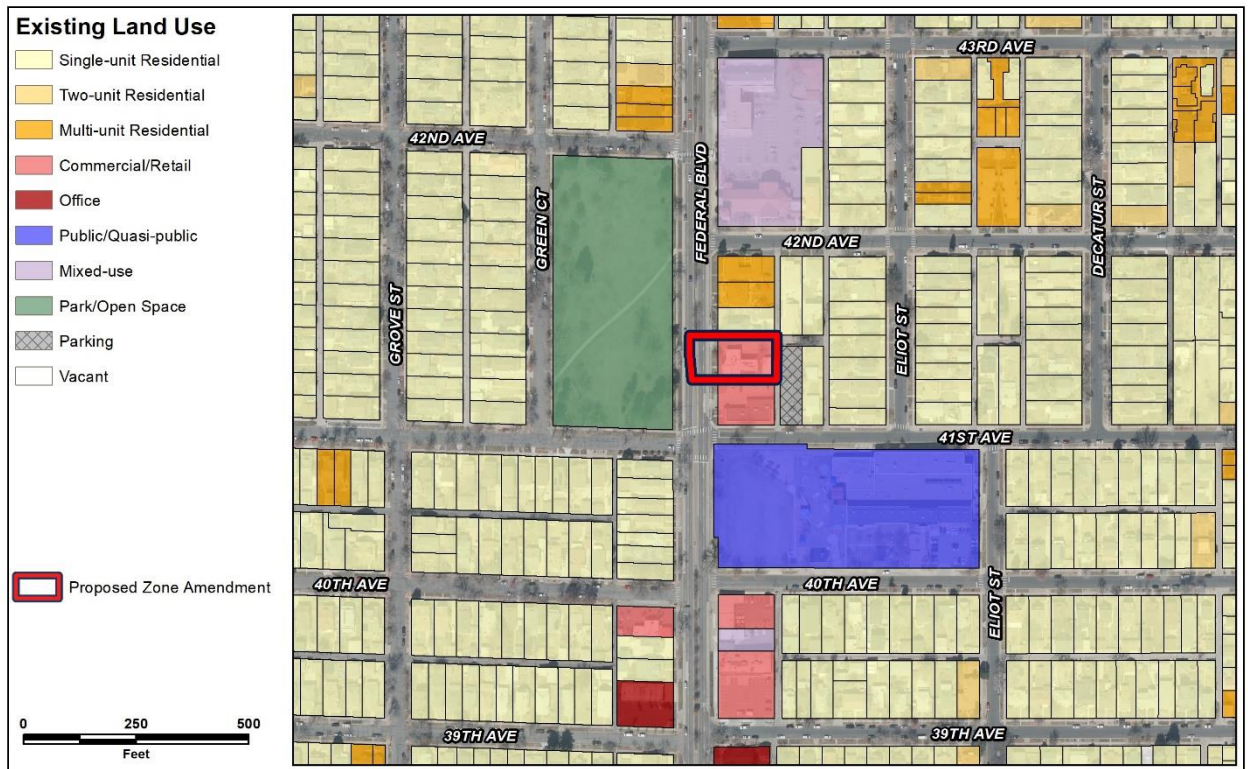 Existing Land Use
Single-unit Residential
Two-unit Residential
Multi-unit Residential
Commercial/Retail
Office
Public/Quasi-public
Mixed-use
Park/Open Space
Parking
Vacant
Proposed Zone Amendment
0 250 500
Feet
43RD AVE
42ND AVE
FEDERAL BLVD
GREEN CT
DECATUR ST
42ND AVE
GROVE ST
ELIOT ST
41ST AVE
40TH AVE
40TH AVE
ELIOT ST
39TH AVE
39TH AVE